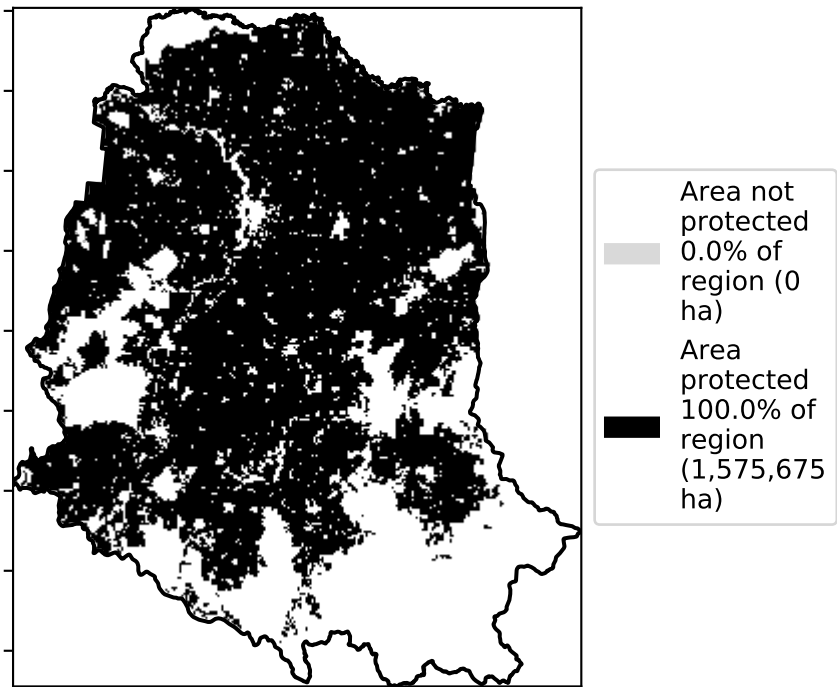 Area not
protected
0.0% of
region (0
ha)
Area
protected
100.0% of
region
(1,575,675
ha)